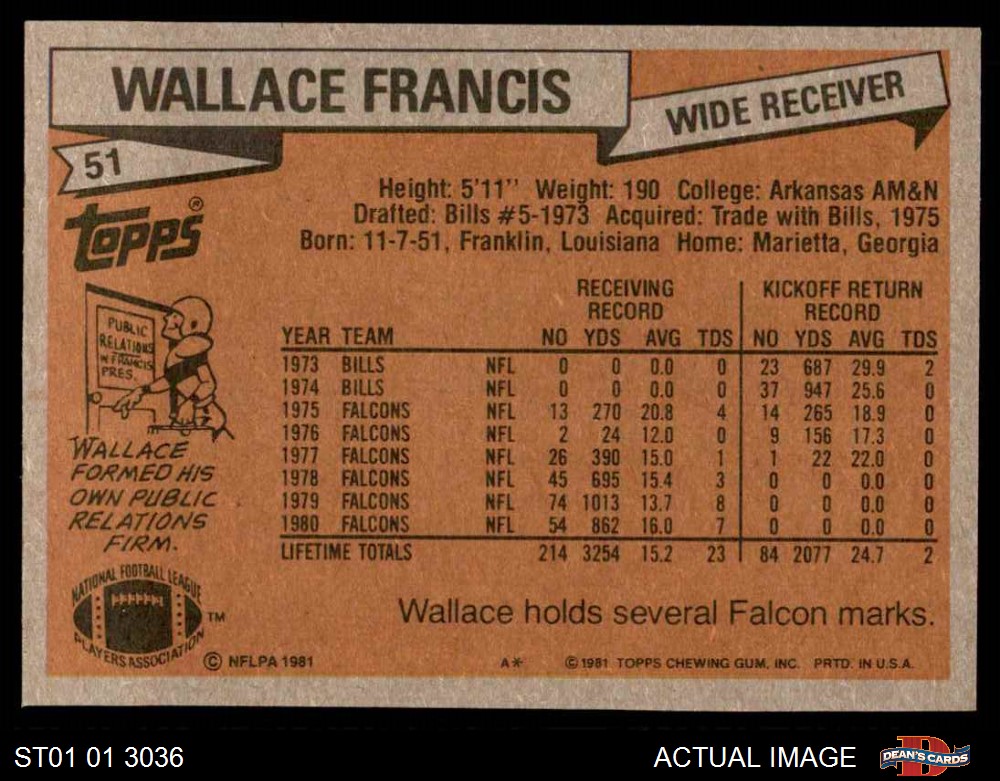 WALLACE FRANCIS
WIDE RECEIVER
51
TOPPS®
Height: 5'11" Weight: 190 College: Arkansas AM&N
Drafted: Bills #5-1973 Acquired: Trade with Bills, 1975
Born: 11-7-51, Franklin, Louisiana Home: Marietta, Georgia
PUBLIC
RELATIONS
W FRANCIS
PRES.
WALLACE
FORMED HIS
OWN PUBLIC
RELATIONS
FIRM.
RECEIVING RECORD KICKOFF RETURN RECORD
YEAR TEAM NO YDS AVG TDS NO YDS AVG TDS
1973 BILLS NFL 0 0 0.0 0 23 687 29.9 2
1974 BILLS NFL 0 0 0.0 0 37 947 25.6 0
1975 FALCONS NFL 13 270 20.8 4 14 265 18.9 0
1976 FALCONS NFL 2 24 12.0 0 9 156 17.3 0
1977 FALCONS NFL 26 390 15.0 1 1 22 22.0 0
1978 FALCONS NFL 45 695 15.4 3 0 0 0.0 0
1979 FALCONS NFL 74 1013 13.7 8 0 0 0.0 0
1980 FALCONS NFL 54 862 16.0 7 0 0 0.0 0
LIFETIME TOTALS 214 3254 15.2 23 84 2077 24.7 2
Wallace holds several Falcon marks.
NATIONAL FOOTBALL LEAGUE
PLAYERS ASSOCIATION
TM
© NFLPA 1981
A* © 1981 TOPPS CHEWING GUM, INC. PRTD. IN U.S.A.
ST01 01 3036
ACTUAL IMAGE
DEAN'S CARDS